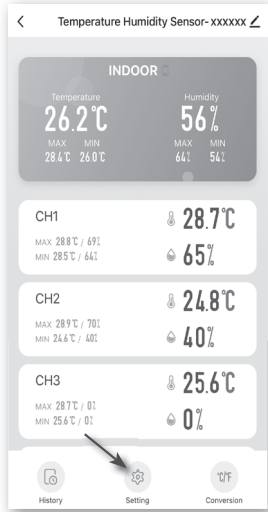 Temperature Humidity Sensor- xxxxxx
INDOOR
Temperature Humidity
26.2℃ 56%
MAX MIN MAX MIN
28.4℃ 26.0℃ 64% 54%
CH1 28.7℃
MAX 28.8℃ / 69%
MIN 28.5℃ / 64% 65%
CH2 24.8℃
MAX 28.9℃ / 70%
MIN 24.6℃ / 40% 40%
CH3 25.6℃
MAX 28.7℃ / 0%
MIN 25.6℃ / 0% 0%
℃/℉
History Setting Conversion